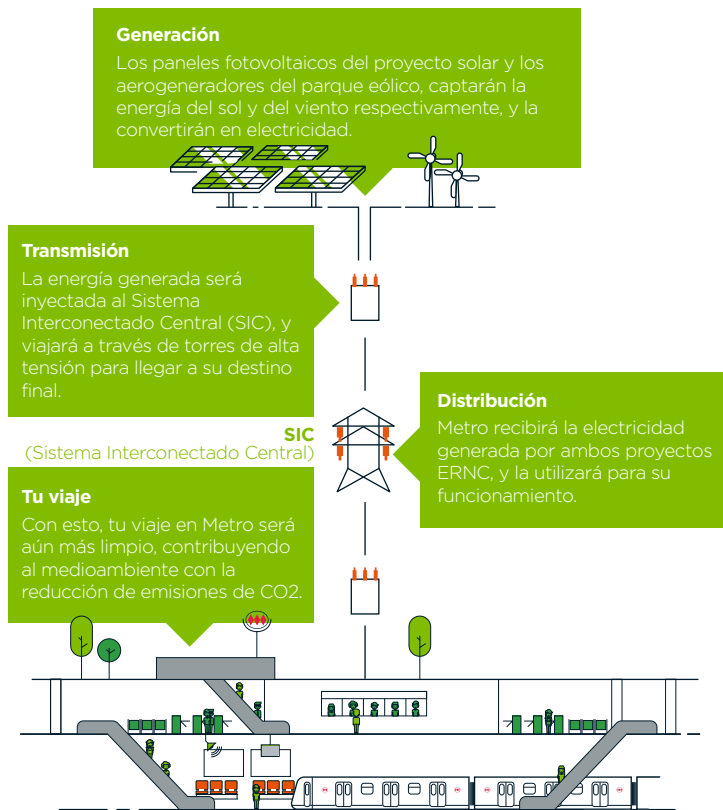 Generación
Los paneles fotovoltaicos del proyecto solar y los
aerogeneradores del parque eólico, captarán la
energía del sol y del viento respectivamente, y la
convertirán en electricidad.
Transmisión
La energía generada será
inyectada al Sistema
Interconectado Central (SIC), y
viajará a través de torres de alta
tensión para llegar a su destino
final.
Distribución
Metro recibirá la electricidad
generada por ambos proyectos
ERNC, y la utilizará para su
funcionamiento.
SIC
(Sistema Interconectado Central)
Tu viaje
Con esto, tu viaje en Metro será
aún más limpio, contribuyendo
al medioambiente con la
reducción de emisiones de CO2.